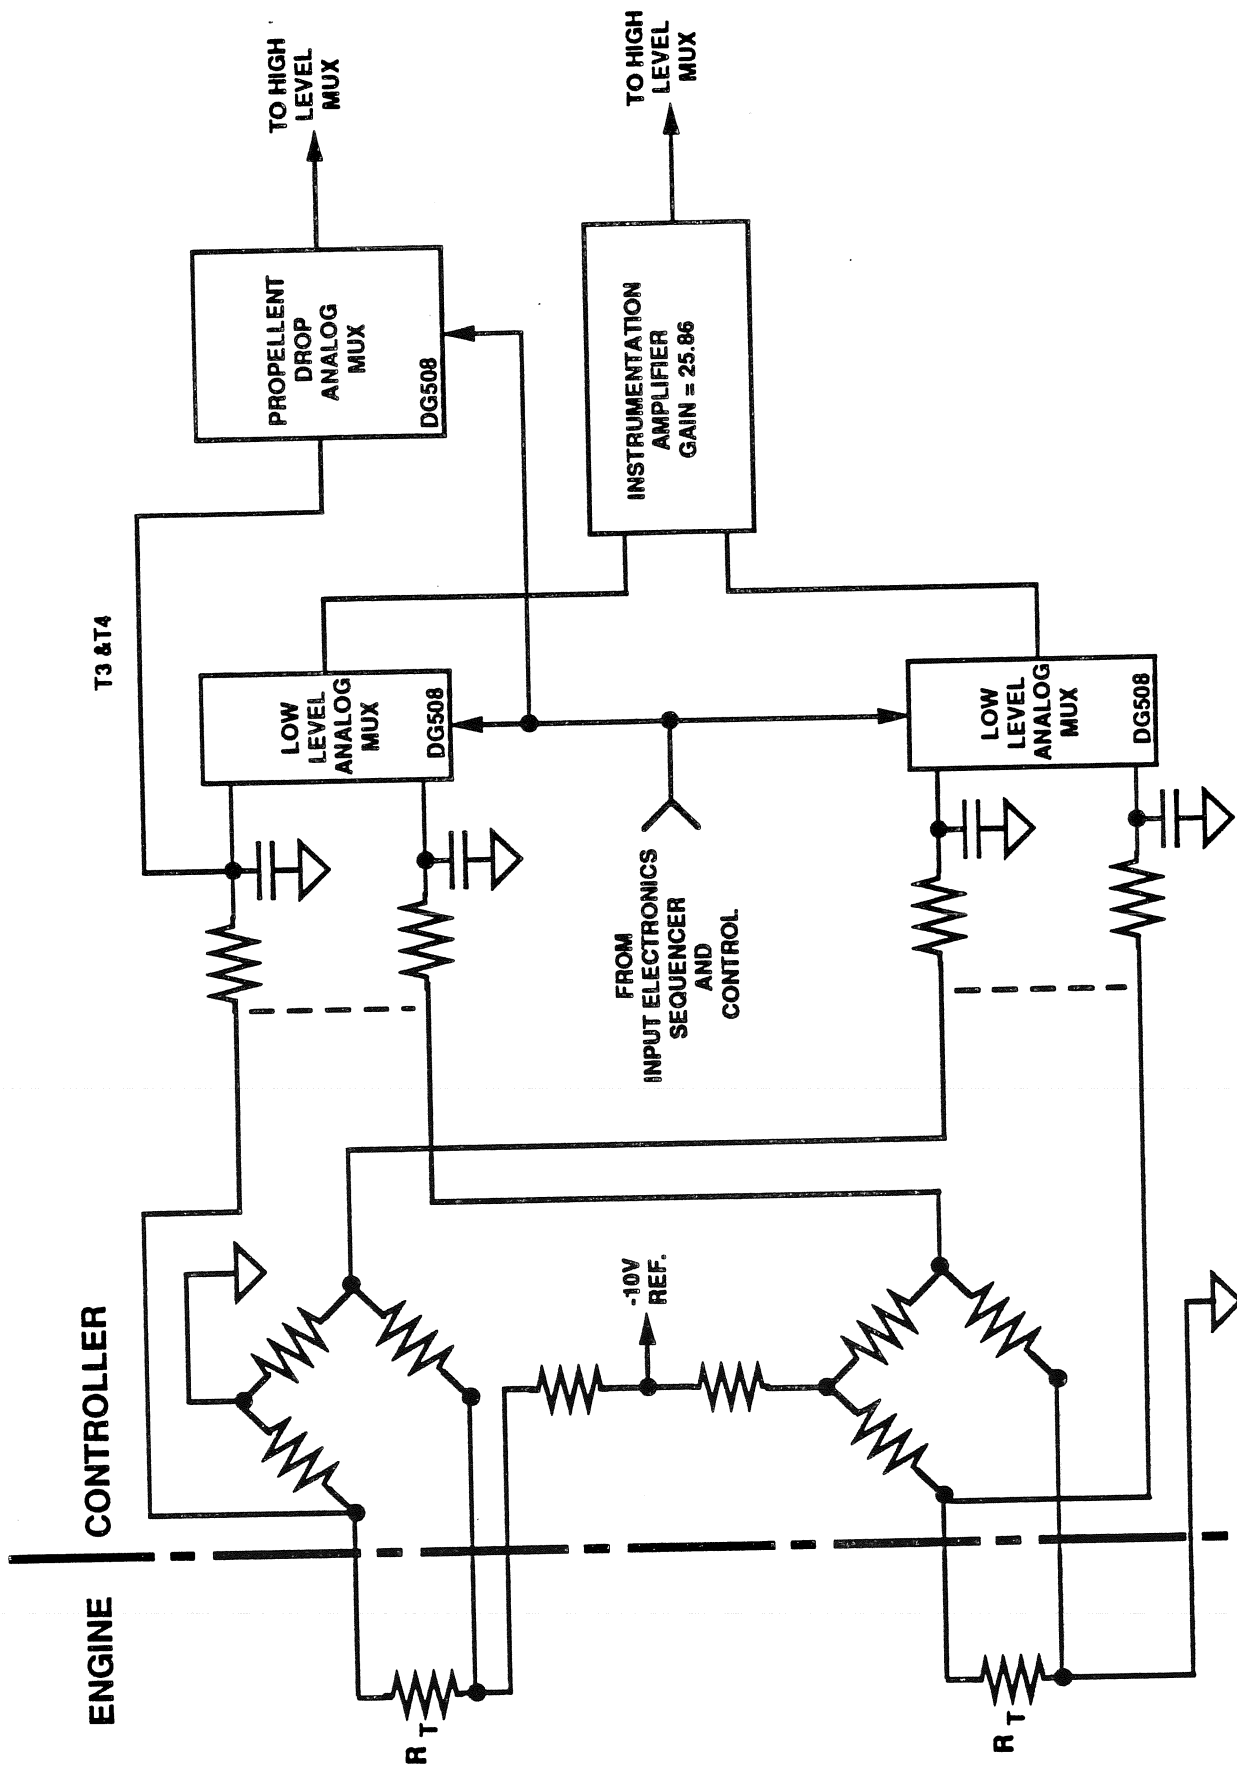 ENGINE
CONTROLLER
R T
T3 &T4
LOW
LEVEL
ANALOG
MUX
DG508
PROPELLENT
DROP
ANALOG
MUX
DG508
TO HIGH
LEVEL
MUX
-10V
REF.
FROM
INPUT ELECTRONICS
SEQUENCER
AND
CONTROL
INSTRUMENTATION
AMPLIFIER
GAIN = 25.86
TO HIGH
LEVEL
MUX
R T
LOW
LEVEL
ANALOG
MUX
DG508